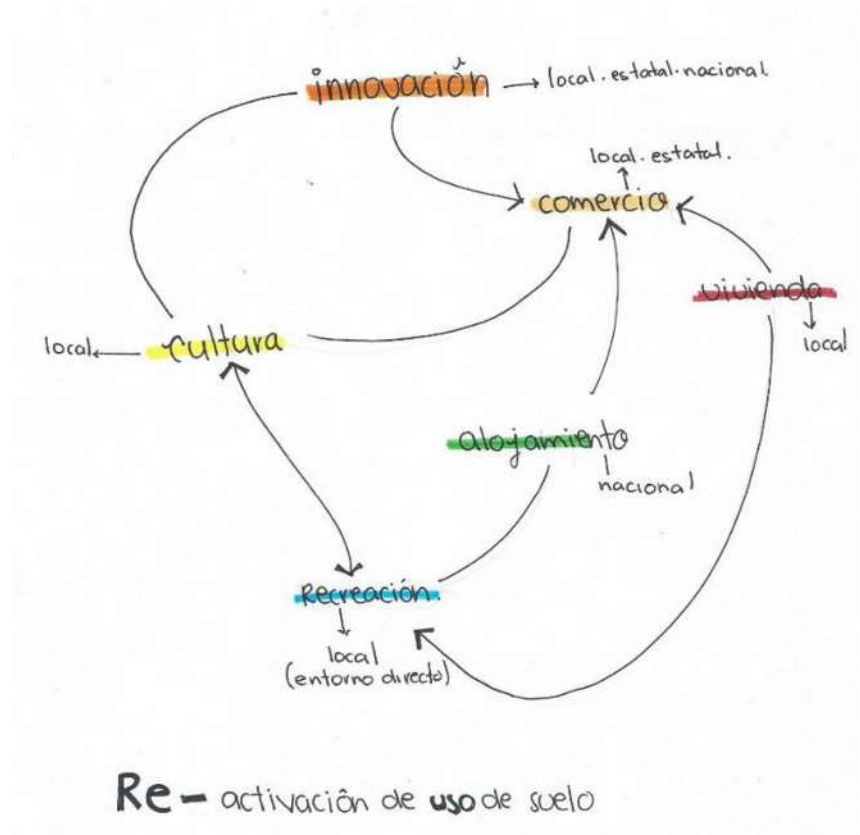 innovación
local.estatal.nacional.
local.estatal.
comercio
vivienda
local
cultura
local
alojamiento
nacional
Recreación.
local
(entorno directo)
Re- activación de uso de suelo